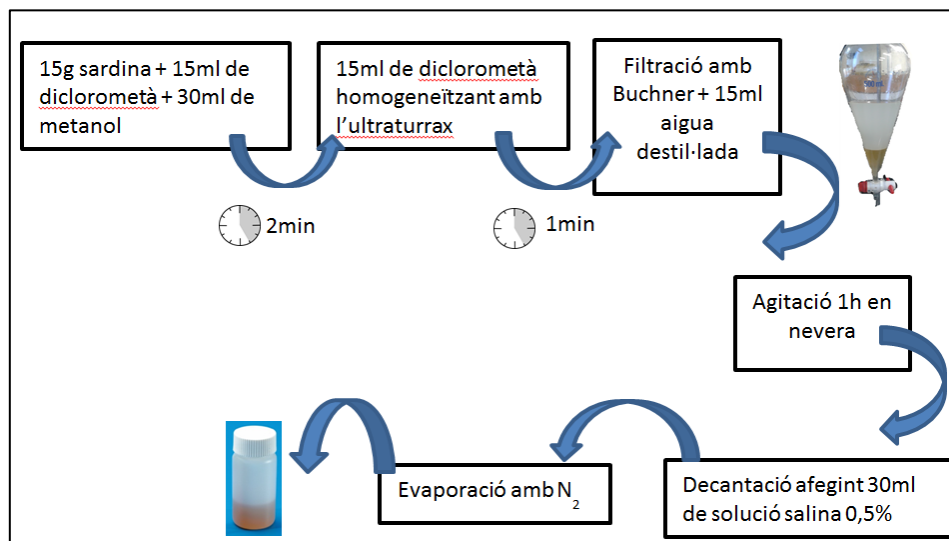 15g sardina + 15ml de
diclorometà + 30ml de
metanol
15ml de diclorometà
homogeneïtzant amb
l'ultraturrax
Filtració amb
Buchner + 15ml
aigua
destil·lada
2min
1min
Agitació 1h en
nevera
Decantació afegint 30ml
de solució salina 0,5%
Evaporació amb N2